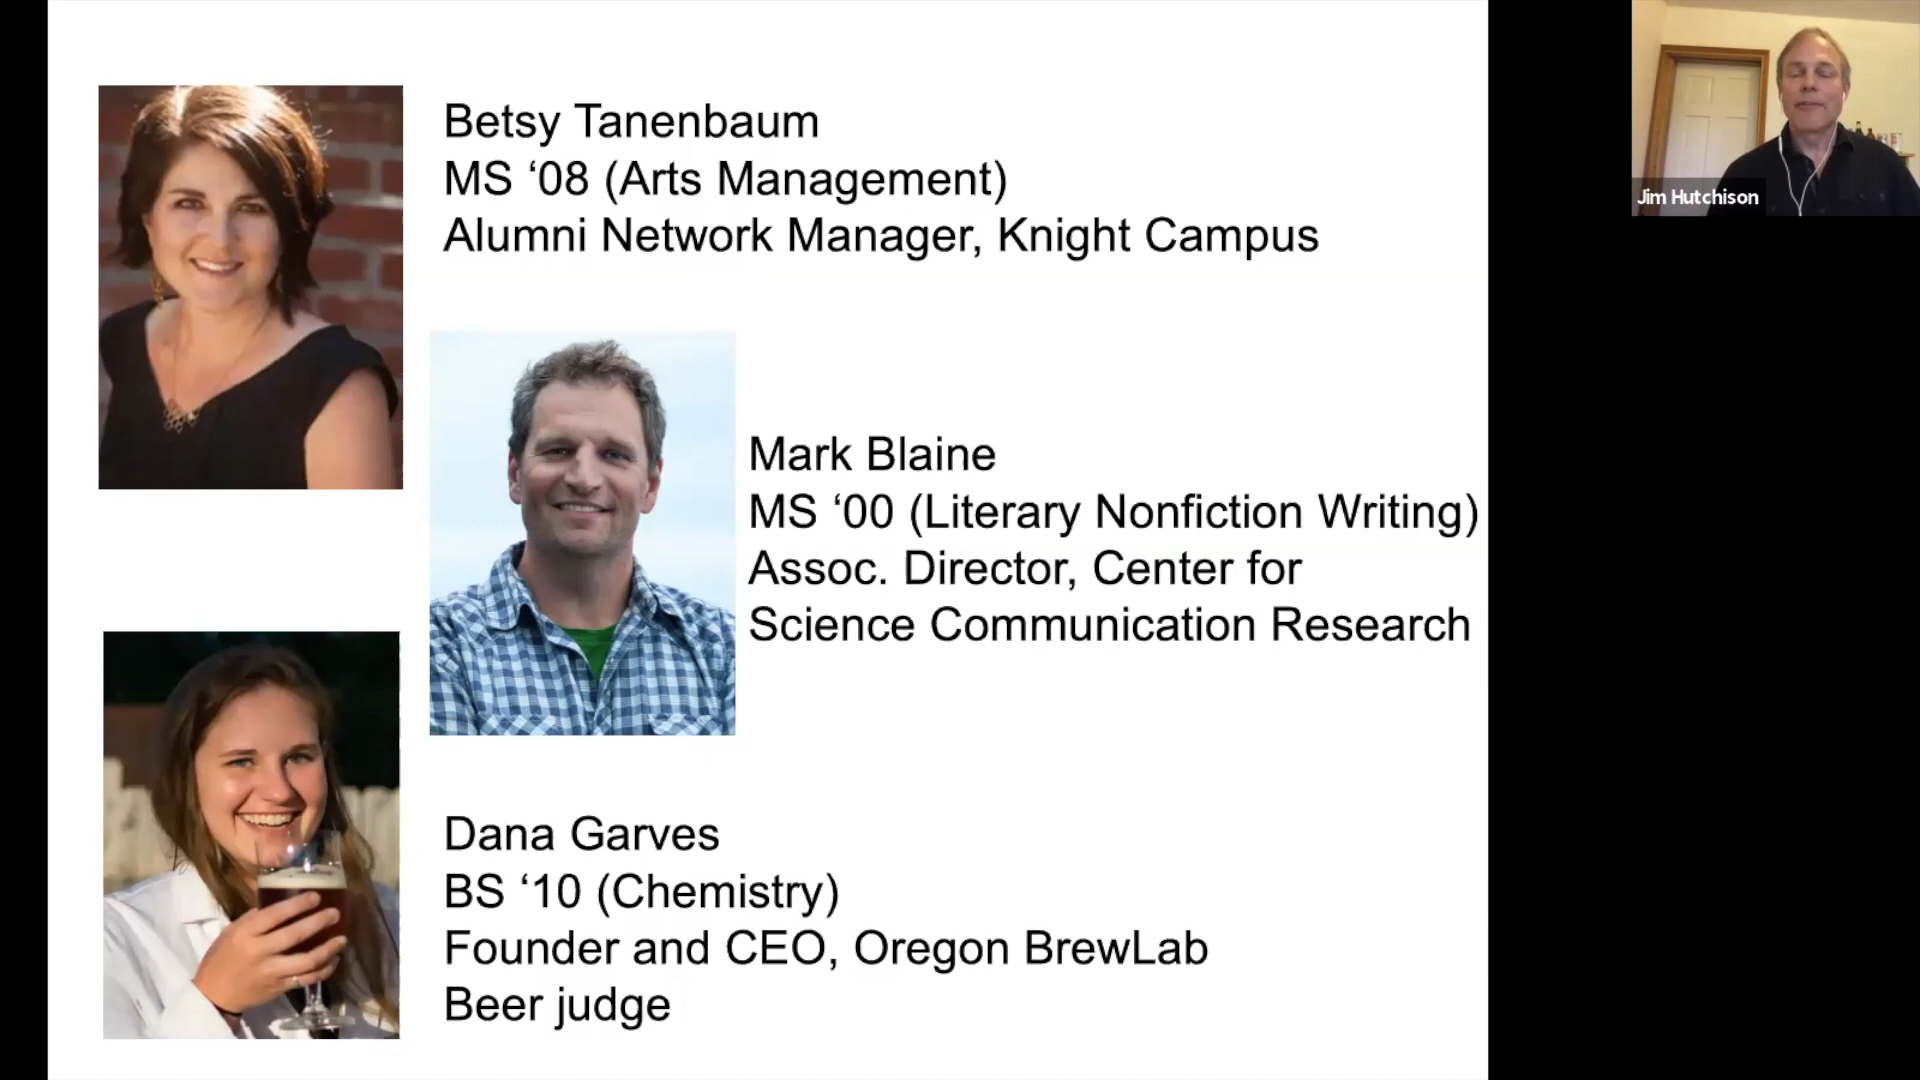 Betsy Tanenbaum
MS ‘08 (Arts Management)
Alumni Network Manager, Knight Campus
Jim Hutchison
Mark Blaine
MS ‘00 (Literary Nonfiction Writing)
Assoc. Director, Center for
Science Communication Research
Dana Garves
BS ‘10 (Chemistry)
Founder and CEO, Oregon BrewLab
Beer judge